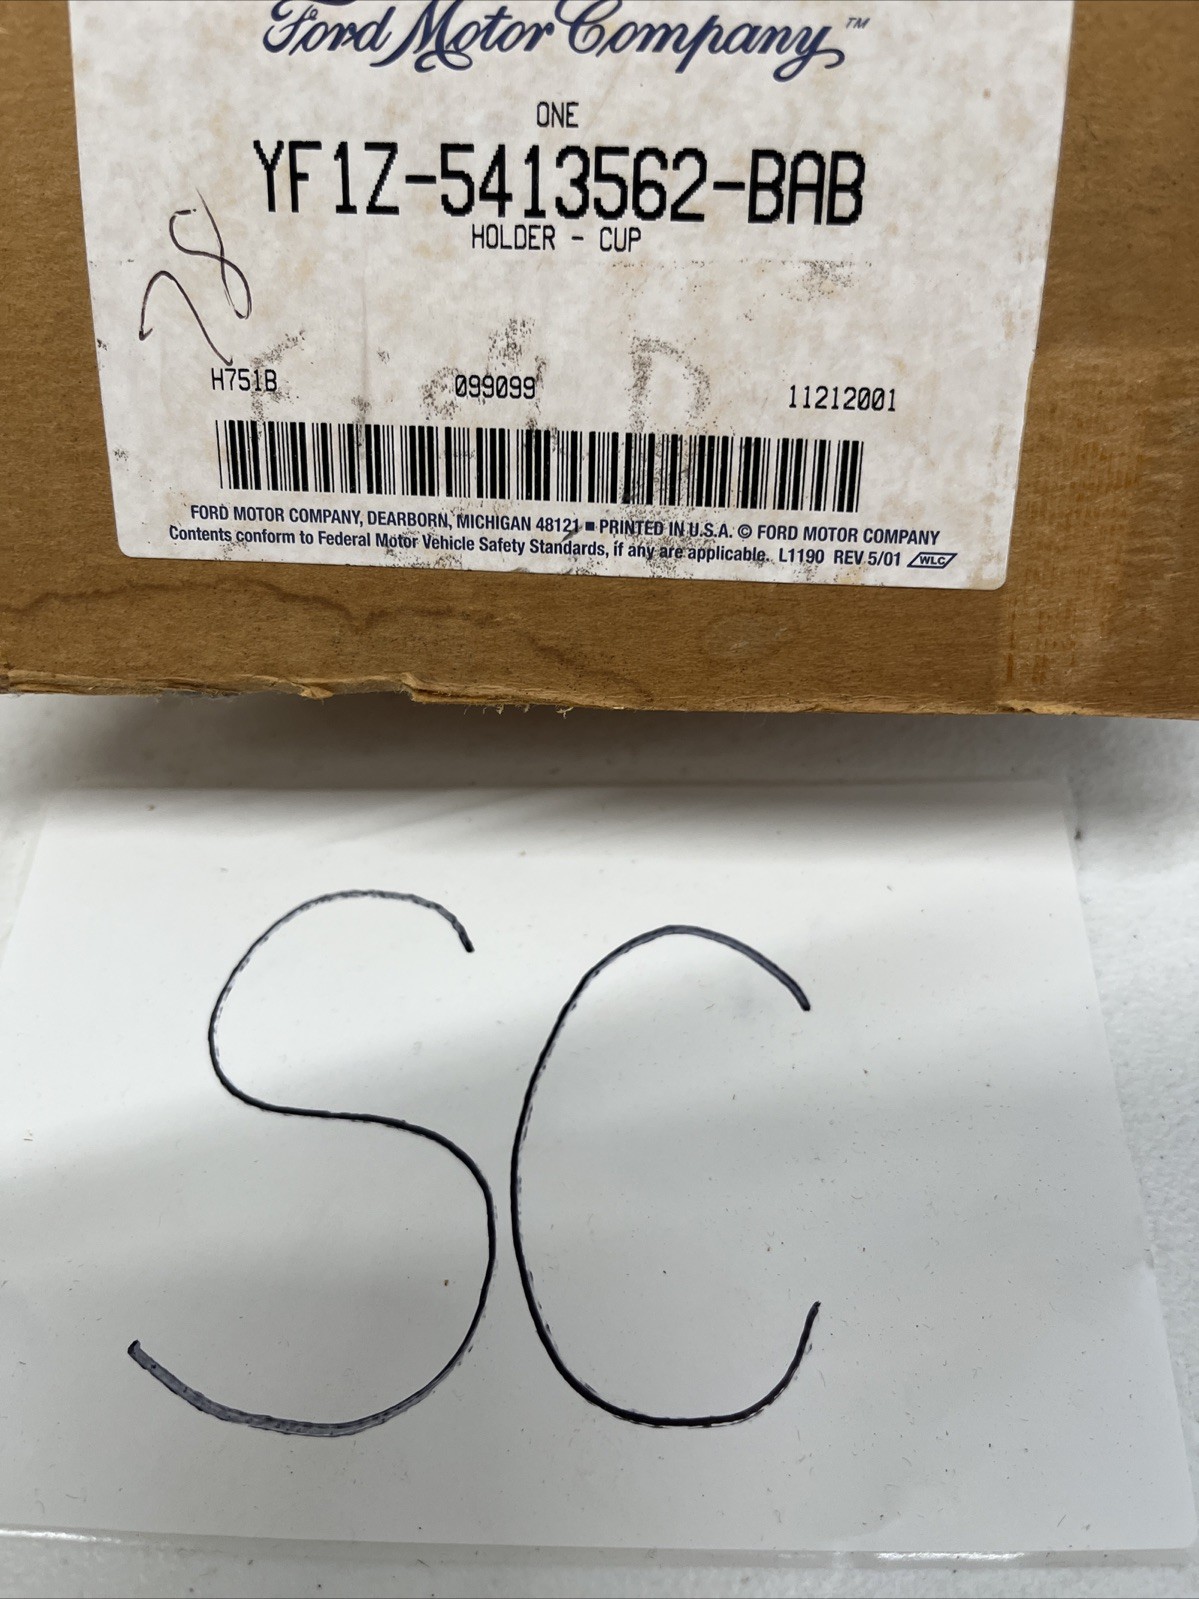 Ford Motor Company™
ONE
YF1Z-5413562-BAB
HOLDER - CUP
28
H751B 099099 11212001
FORD MOTOR COMPANY, DEARBORN, MICHIGAN 48121 ■ PRINTED IN U.S.A. © FORD MOTOR COMPANY
Contents conform to Federal Motor Vehicle Safety Standards, if any are applicable. L1190 REV 5/01 WLC
SC